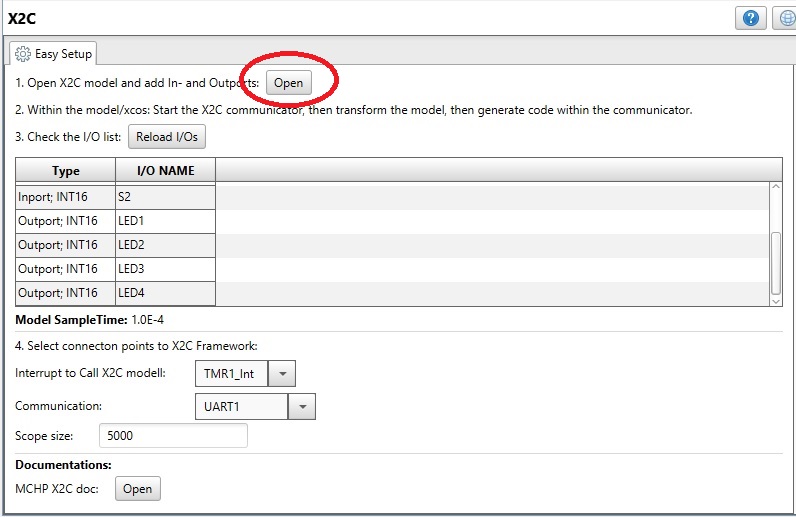 X2C
Easy Setup
1. Open X2C model and add In- and Outports: Open
2. Within the model/xcos: Start the X2C communicator, then transform the model, then generate code within the communicator.
3. Check the I/O list: Reload I/Os
Type I/O NAME
Inport; INT16 S2
Outport; INT16 LED1
Outport; INT16 LED2
Outport; INT16 LED3
Outport; INT16 LED4
Model SampleTime: 1.0E-4
4. Select connecton points to X2C Framework:
Interrupt to Call X2C modell: TMR1_Int
Communication: UART1
Scope size: 5000
Documentations:
MCHP X2C doc: Open